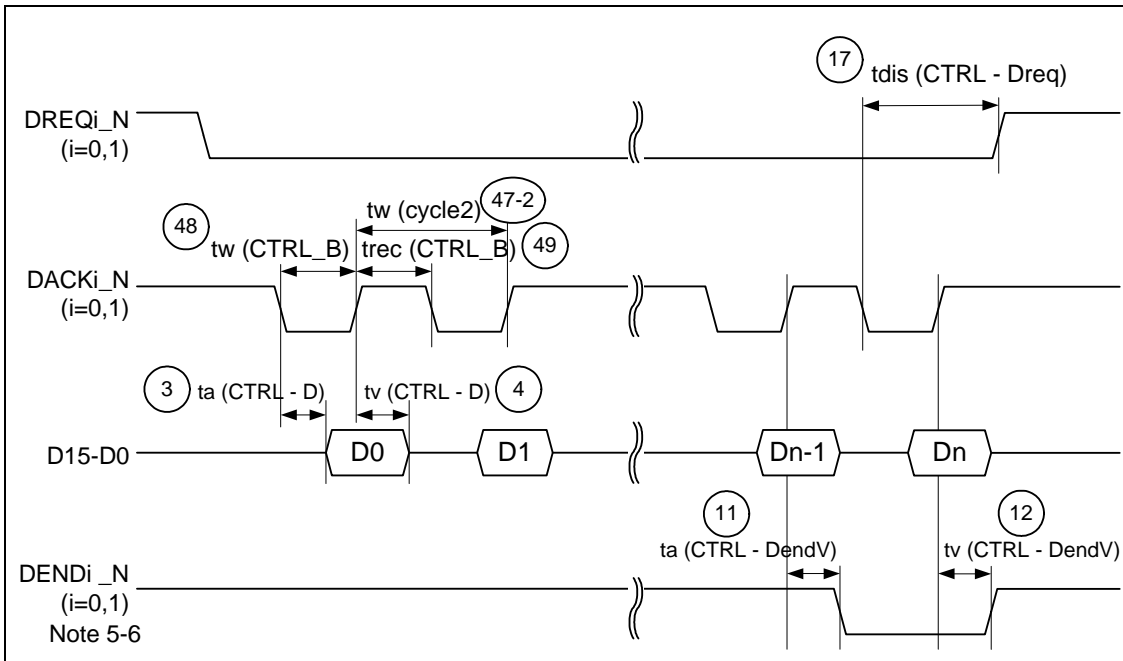 17
tdis (CTRL - Dreq)
DREQi_N
(i=0,1)
48
tw (cycle2)
47-2
tw (CTRL_B)
trec (CTRL_B)
49
DACKi_N
(i=0,1)
3
ta (CTRL - D)
tv (CTRL - D)
4
D15-D0
D0
D1
Dn-1
Dn
11
ta (CTRL - DendV)
12
tv (CTRL - DendV)
DENDi _N
(i=0,1)
Note 5-6